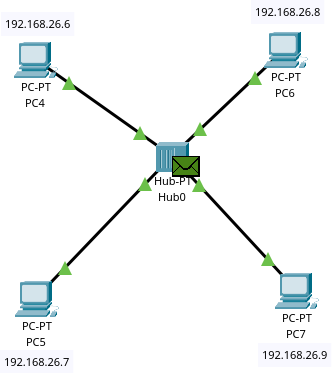 192.168.26.6
PC-PT
PC4
192.168.26.8
PC-PT
PC6
Hub-PT
Hub0
PC-PT
PC5
192.168.26.7
PC-PT
PC7
192.168.26.9